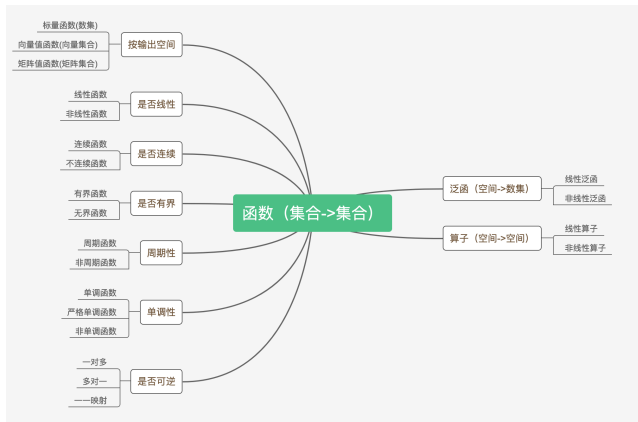 标量函数(数集)
向量值函数(向量集合)
矩阵值函数(矩阵集合)
按输出空间
线性函数
非线性函数
是否线性
连续函数
不连续函数
是否连续
有界函数
无界函数
是否有界
周期函数
非周期函数
周期性
单调函数
严格单调函数
非单调函数
单调性
一对多
多对一
一一映射
是否可逆
函数（集合->集合）
泛函（空间->数集）
线性泛函
非线性泛函
算子（空间->空间）
线性算子
非线性算子